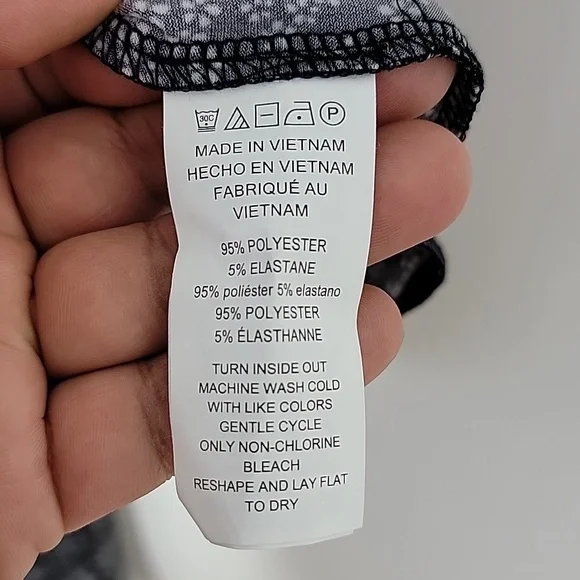 30C P
MADE IN VIETNAM
HECHO EN VIETNAM
FABRIQUÉ AU
VIETNAM
95% POLYESTER
5% ELASTANE
95% poliéster 5% elastano
95% POLYESTER
5% ÉLASTHANNE
TURN INSIDE OUT
MACHINE WASH COLD
WITH LIKE COLORS
GENTLE CYCLE
ONLY NON-CHLORINE
BLEACH
RESHAPE AND LAY FLAT
TO DRY